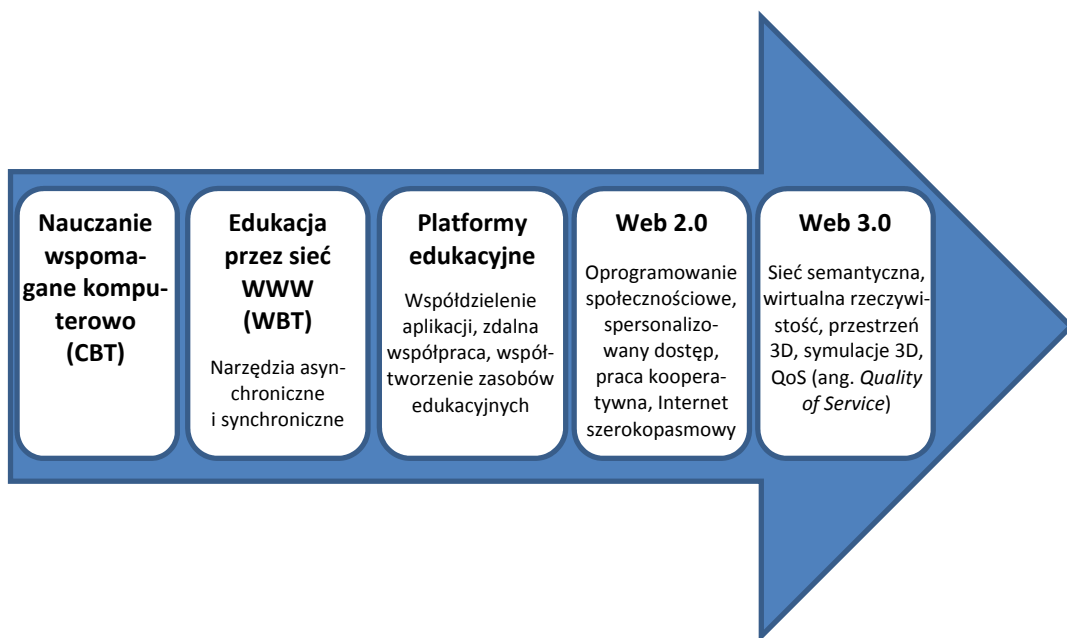 Nauczanie
wspoma-
gane kompu-
terowo
(CBT)
Edukacja
przez sieć
WWW
(WBT)
Narzędzia asyn-
chroniczne
i synchroniczne
Platformy
edukacyjne
Współdzielenie
aplikacji, zdalna
współpraca, współ-
tworzenie zasobów
edukacyjnych
Web 2.0
Oprogramowanie
społecznościowe,
spersonalizo-
wany dostęp,
praca koopera-
tywna, Internet
szerokopasmowy
Web 3.0
Sieć semantyczna,
wirtualna rzeczywi-
stość, przestrzeń
3D, symulacje 3D,
QoS (ang. Quality
of Service)